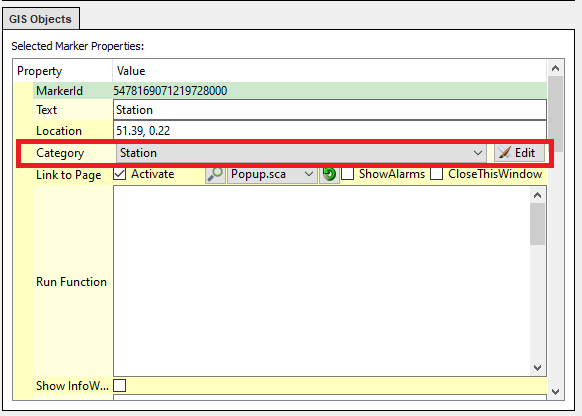 GIS Objects
Selected Marker Properties:
Property Value
MarkerId 5478169071219728000
Text Station
Location 51.39, 0.22
Category Station Edit
Link to Page Activate Popup.sca ShowAlarms CloseThisWindow
Run Function
Show InfoW...